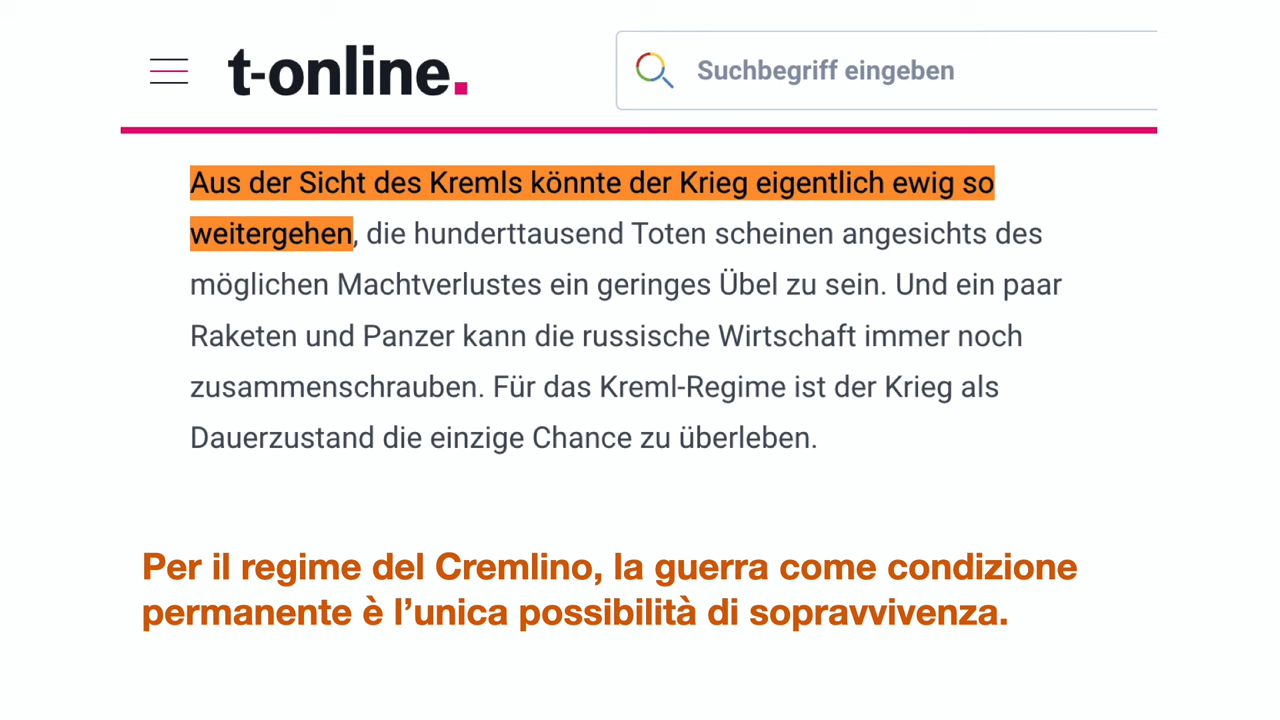 t-online.
Suchbegriff eingeben
Aus der Sicht des Kremls könnte der Krieg eigentlich ewig so
weitergehen, die hunderttausend Toten scheinen angesichts des
möglichen Machtverlustes ein geringes Übel zu sein. Und ein paar
Raketen und Panzer kann die russische Wirtschaft immer noch
zusammenschrauben. Für das Kreml-Regime ist der Krieg als
Dauerzustand die einzige Chance zu überleben.
Per il regime del Cremlino, la guerra come condizione
permanente è l’unica possibilità di sopravvivenza.